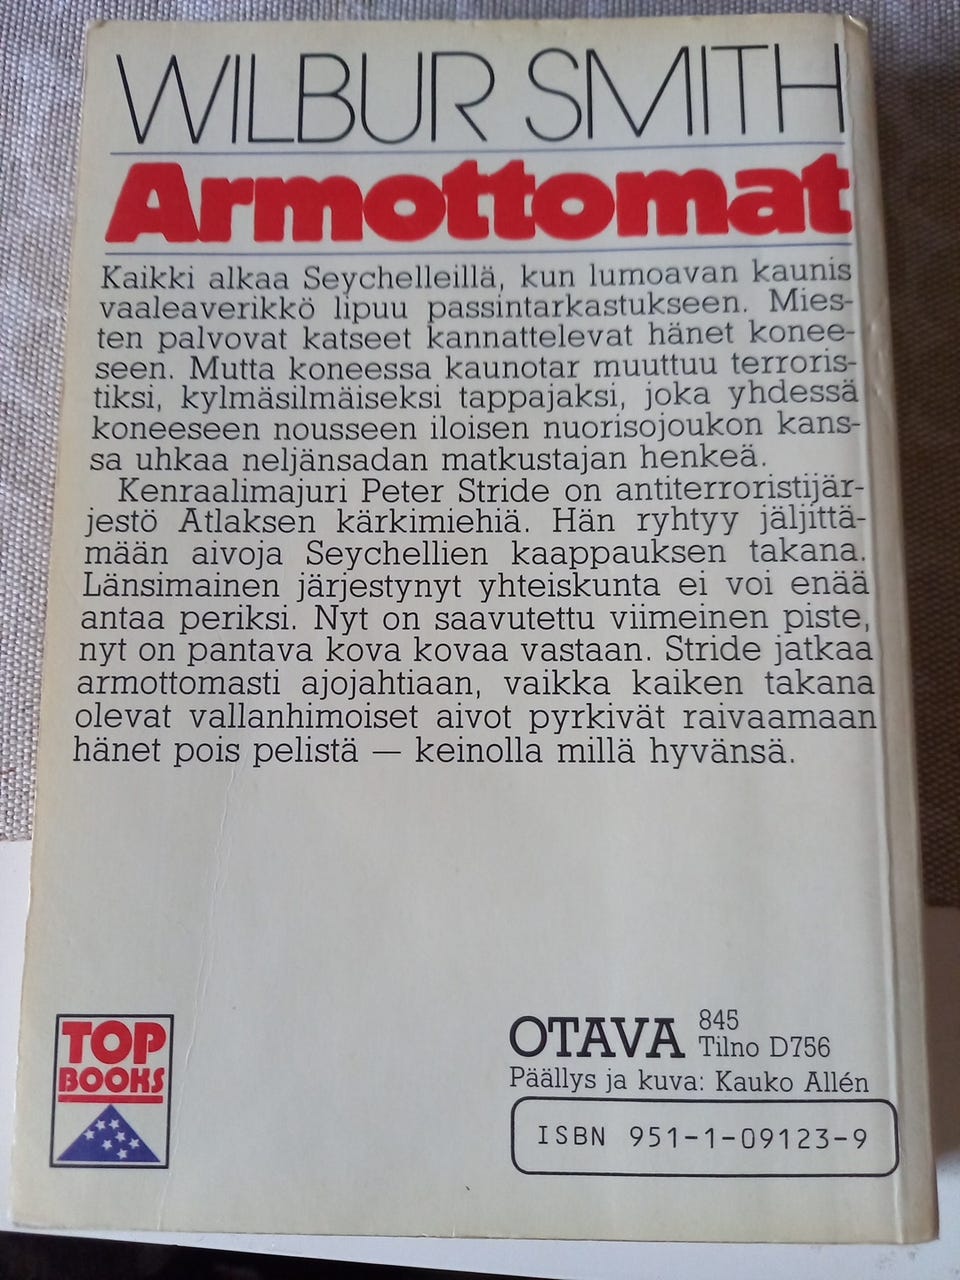 WILBUR SMITH
Armottomat
Kaikki alkaa Seychelleillä, kun lumoavan kaunis
vaaleaverikkö lipuu passintarkastukseen. Mies-
ten palvovat katseet kannattelevat hänet konee-
seen. Mutta koneessa kaunotar muuttuu terroris-
tiksi, kylmäsilmäiseksi tappajaksi, joka yhdessä
koneeseen nousseen iloisen nuorisojoukon kans-
sa uhkaa neljänsadan matkustajan henkeä.
Kenraalimajuri Peter Stride on antiterroristijär-
jestö Atlaksen kärkimiehiä. Hän ryhtyy jäljittä-
mään aivoja Seychellien kaappauksen takana.
Länsimainen järjestynyt yhteiskunta ei voi enää
antaa periksi. Nyt on saavutettu viimeinen piste,
nyt on pantava kova kovaa vastaan. Stride jatkaa
armottomasti ajojahtiaan, vaikka kaiken takana
olevat vallanhimoiset aivot pyrkivät raivaamaan
hänet pois pelistä — keinolla millä hyvänsä.
TOP
BOOKS
OTAVA
845
Tilno D756
Päällys ja kuva: Kauko Allén
ISBN 951-1-09123-9